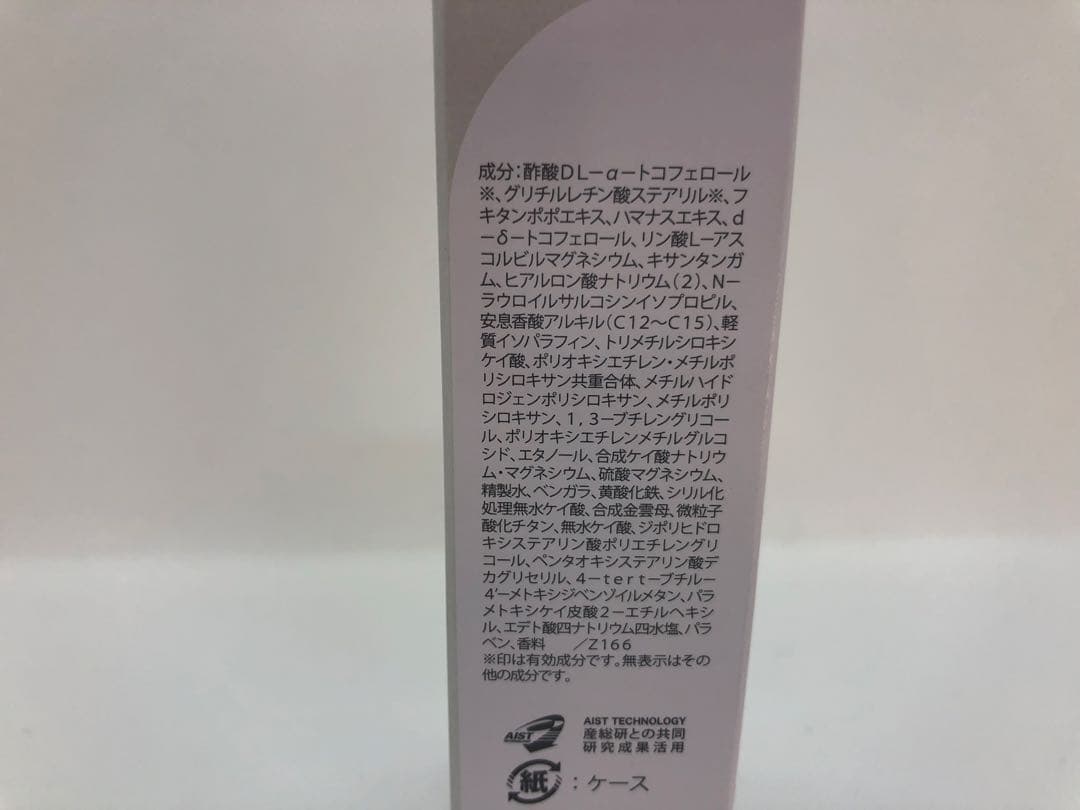 成分:酢酸DL−α−トコフェロール
※、グリチルレチン酸ステアリル※、フ
キタンポポエキス、ハマナスエキス、d
−δ−トコフェロール、リン酸L−アス
コルビルマグネシウム、キサンタンガ
ム、ヒアルロン酸ナトリウム(2)、N−
ラウロイルサルコシンイソプロピル、
安息香酸アルキル(C12〜C15)、軽
質イソパラフィン、トリメチルシロキシ
ケイ酸、ポリオキシエチレン・メチルポ
リシロキサン共重合体、メチルハイド
ロジェンポリシロキサン、メチルポリ
シロキサン、1,3−ブチレングリコー
ル、ポリオキシエチレンメチルグルコ
シド、エタノール、合成ケイ酸ナトリウ
ム・マグネシウム、硫酸マグネシウム、
精製水、ベンガラ、黄酸化鉄、シリル化
処理無水ケイ酸、合成金雲母、微粒子
酸化チタン、無水ケイ酸、ジポリヒドロ
キシステアリン酸ポリエチレングリ
コール、ペンタオキシステアリン酸デ
カグリセリル、4−tert−ブチル−
4'−メトキシジベンゾイルメタン、パラ
メトキシケイ皮酸2−エチルヘキシ
ル、エデト酸四ナトリウム四水塩、パラ
ベン、香料 /Z166
※印は有効成分です。無表示はその
他の成分です。
AIST
AIST TECHNOLOGY
産総研との共同
研究成果活用
紙:ケース